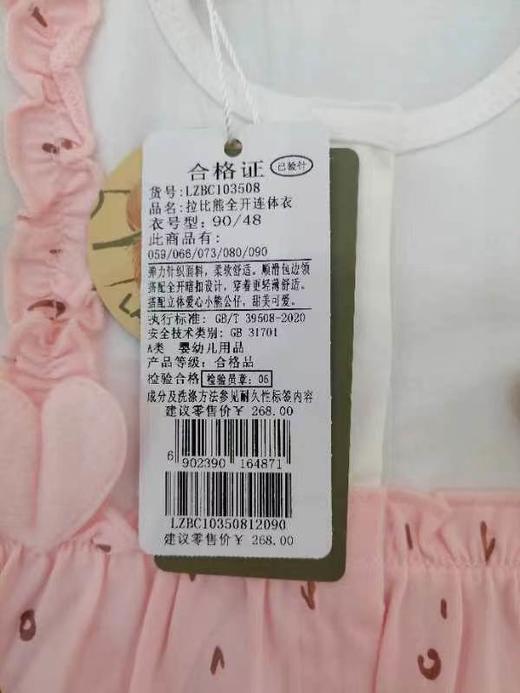 合格证 已验针
货号: LZBC103508
品名: 拉比熊全开连体衣
衣号型: 90/48
此商品有:
059/066/073/080/090
弹力针织面料, 柔软舒适。顺滑包边领
搭配全开暗扣设计, 穿着更轻薄舒适。
搭配立体爱心小熊公仔, 甜美可爱。
执行标准: GB/T 39508-2020
安全技术类别: GB 31701
A类 婴幼儿用品
产品等级: 合格品
检验合格 检验员章: 06
成分及洗涤方法参见耐久性标签内容
建议零售价¥ 268.00
6 902390 164871
LZBC10350812090
建议零售价¥ 268.00